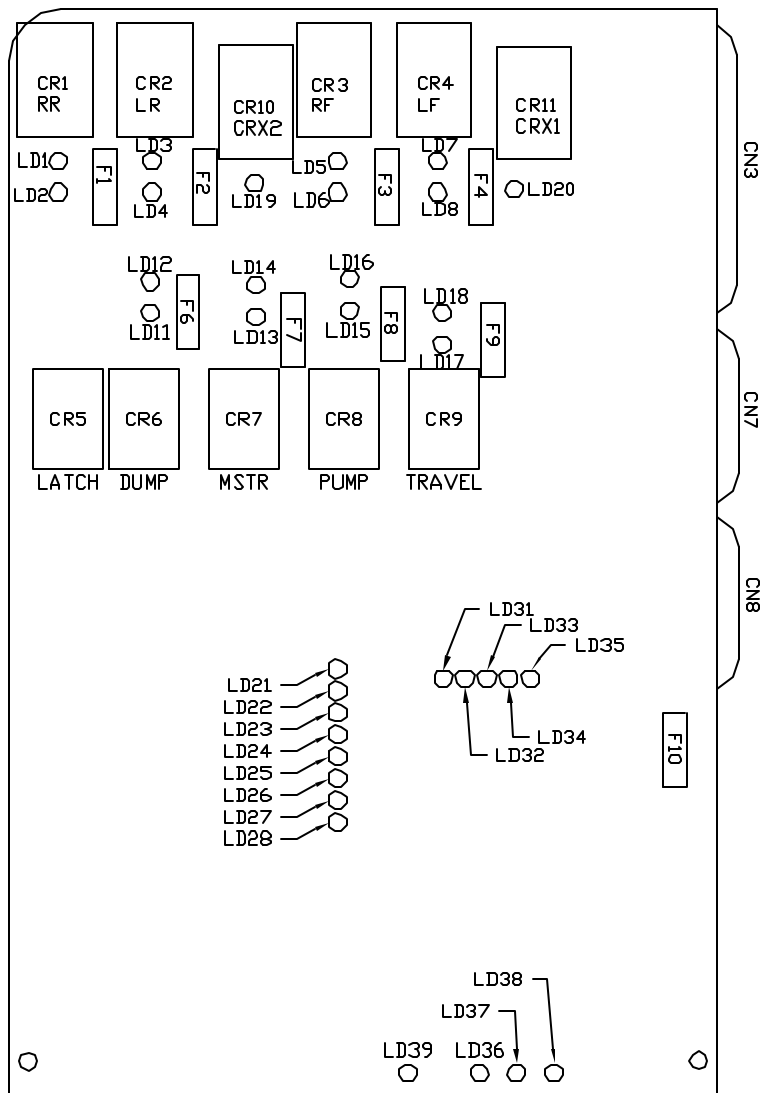 CR1
RR
CR2
LR
CR10
CRX2
CR3
RF
CR4
LF
CR11
CRX1
CN3
LD1
LD2
F1
LD3
LD4
F2
LD19
LD5
LD6
F3
LD7
LD8
F4
LD20
LD12
LD11
F6
LD14
LD13
F7
LD16
LD15
F8
LD18
LD17
F9
CN7
CR5
LATCH
CR6
DUMP
CR7
MSTR
CR8
PUMP
CR9
TRAVEL
CN8
LD31
LD33
LD35
LD34
LD32
LD21
LD22
LD23
LD24
LD25
LD26
LD27
LD28
F10
LD38
LD37
LD39
LD36